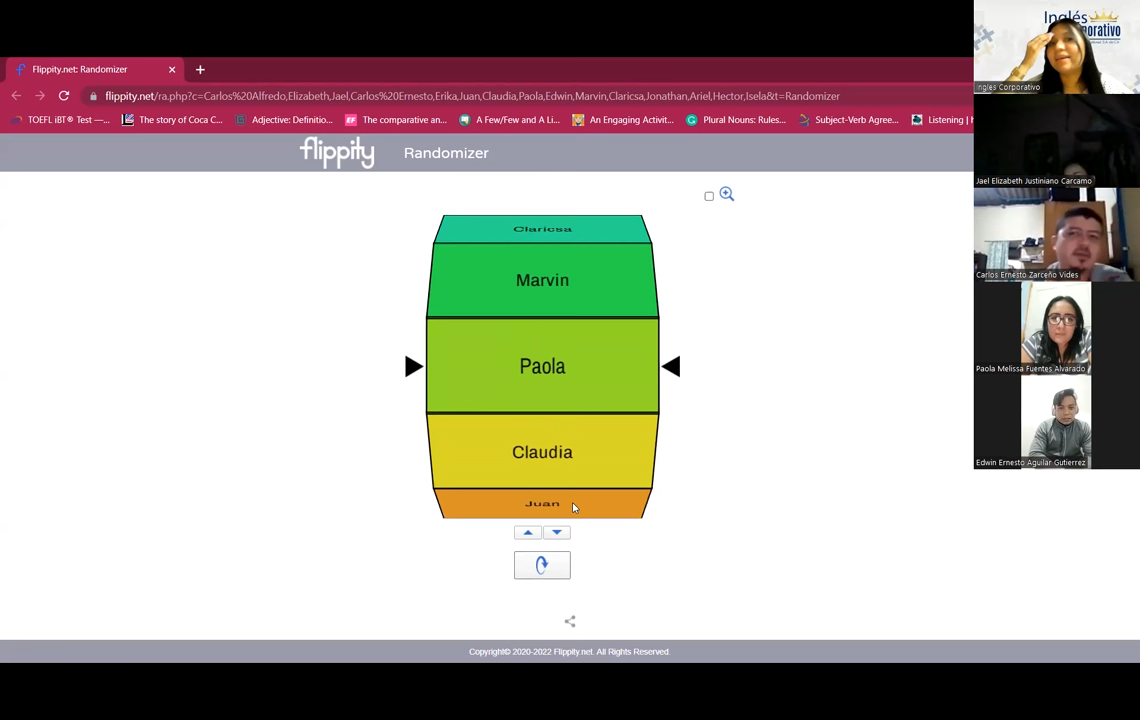 Flippity.net: Randomizer
flippity.net/ra.php?c=Carlos%20Alfredo,Elizabeth,Jael,Carlos%20Ernesto,Erika,Juan,Claudia,Paola,Edwin,Marvin,Claricsa,Jonathan,Ariel,Hector,Isela&t=Randomizer
TOEFL iBT® Test —... The story of Coca C... Adjective: Definitio... The comparative an... A Few/Few and A Li... An Engaging Activit... Plural Nouns: Rules... Subject-Verb Agree... Listening |
flippity Randomizer
Claricsa
Marvin
Paola
Claudia
Juan
Copyright© 2020-2022 Flippity.net. All Rights Reserved.
Inglés
Ingles Corporativo
Jael Elizabeth Justiniano Carcamo
Carlos Ernesto Zarceño Vides
Paola Melissa Fuentes Alvarado
Edwin Ernesto Aguilar Gutierrez